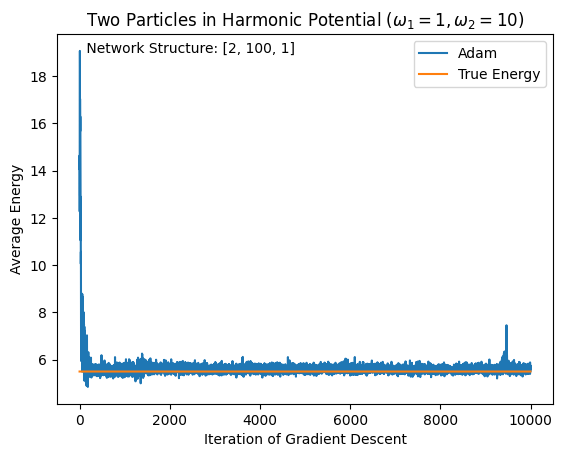 Two Particles in Harmonic Potential (ω₁ = 1, ω₂ = 10)
Network Structure: [2, 100, 1]
Adam
True Energy
Average Energy
18
16
14
12
10
8
6
0 2000 4000 6000 8000 10000
Iteration of Gradient Descent